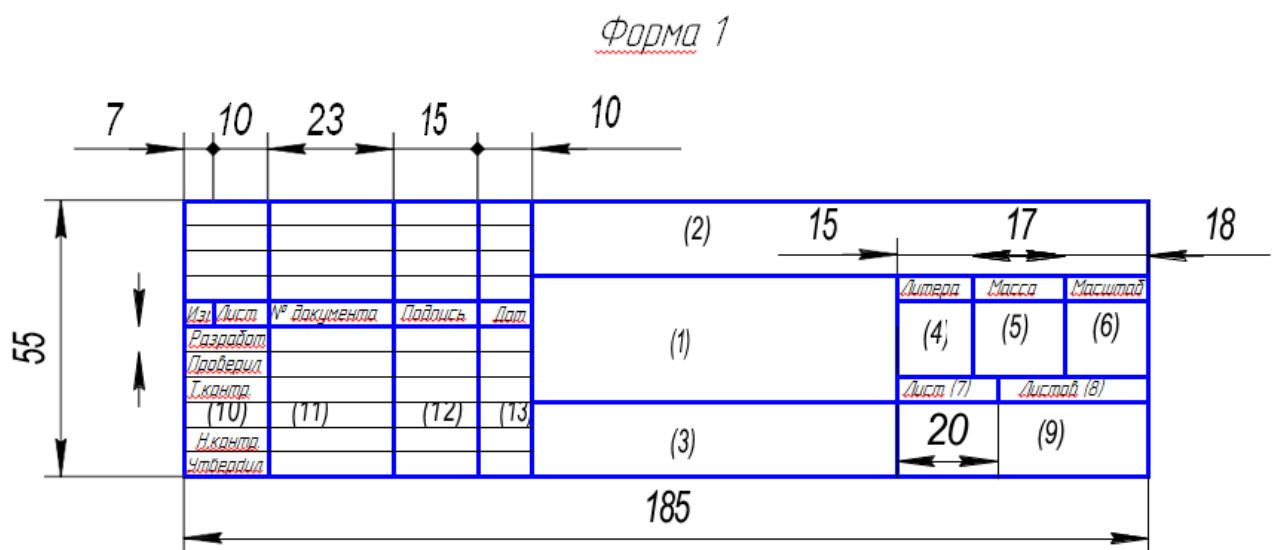 Форма 1
7 10 23 15 10
(2) 15 17 18
Литера Масса Масштаб
Изм Лист № документа Подпись Дат
(1) (4) (5) (6)
55
Разработ
Проверил
Т.контр. Лист (7) Листов (8)
(10) (11) (12) (13)
Н.контр. (3) 20 (9)
Утвердил
185